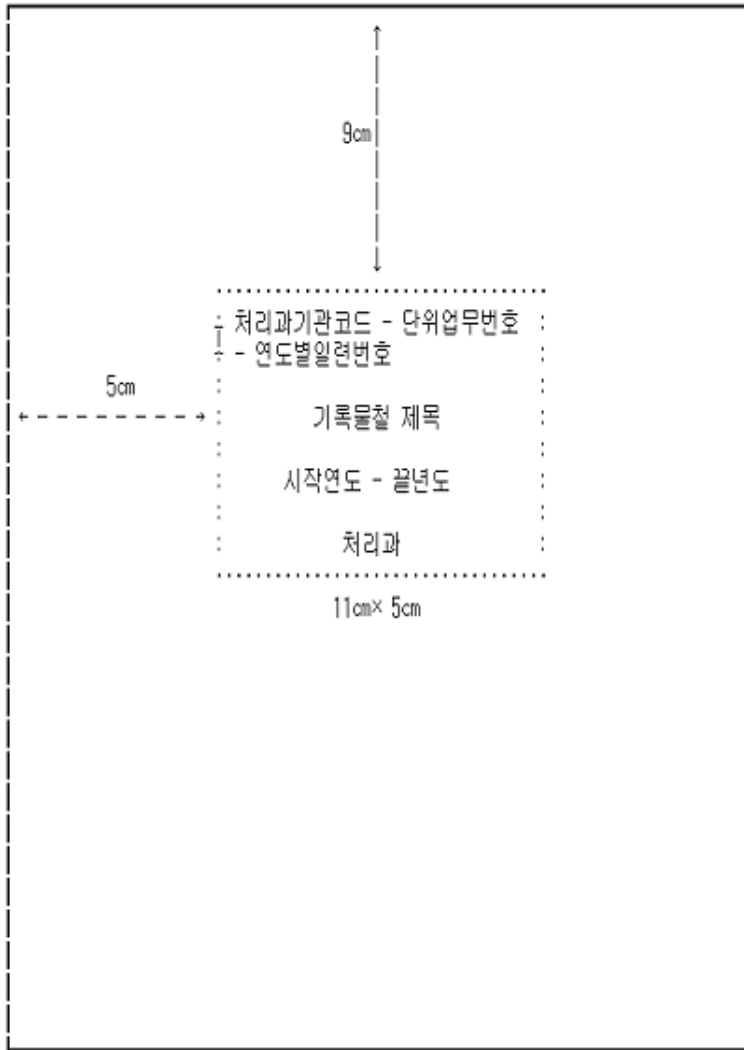 9cm
처리과기관코드 - 단위업무번호
- 연도별일련번호
5cm
기록물철 제목
시작연도 - 끝년도
처리과
11cm× 5cm